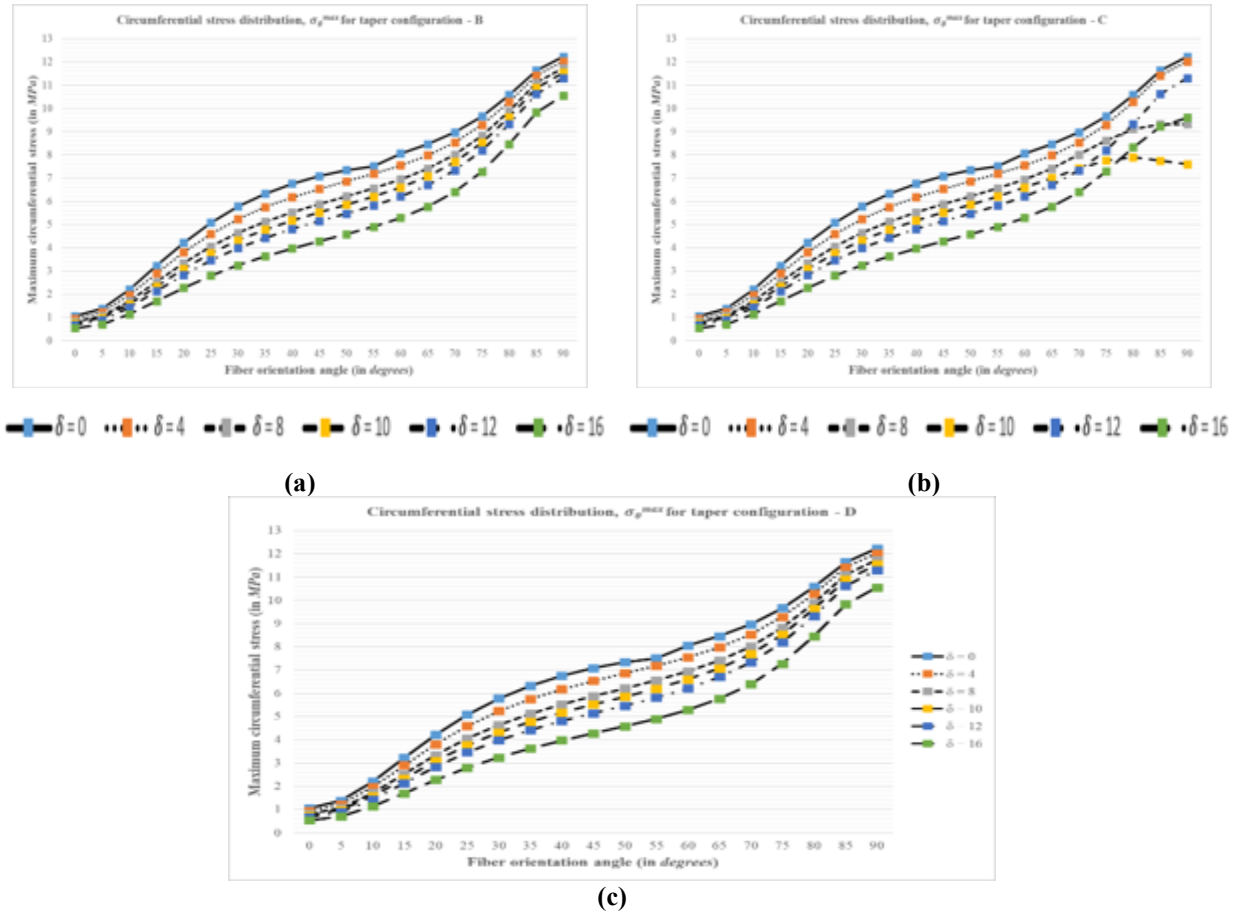 Circumferential stress distribution, σθmax for taper configuration - B
Maximum circumferential stress (in MPa)
13
12
11
10
9
8
7
6
5
4
3
2
1
0
0 5 10 15 20 25 30 35 40 45 50 55 60 65 70 75 80 85 90
Fiber orientation angle (in degrees)
δ = 0 δ = 4 δ = 8 δ = 10 δ = 12 δ = 16
(a)
Circumferential stress distribution, σθmax for taper configuration - C
Maximum circumferential stress (in MPa)
13
12
11
10
9
8
7
6
5
4
3
2
1
0
0 5 10 15 20 25 30 35 40 45 50 55 60 65 70 75 80 85 90
Fiber orientation angle (in degrees)
δ = 0 δ = 4 δ = 8 δ = 10 δ = 12 δ = 16
(b)
Circumferential stress distribution, σθmax for taper configuration - D
Maximum circumferential stress (in MPa)
13
12
11
10
9
8
7
6
5
4
3
2
1
0
0 5 10 15 20 25 30 35 40 45 50 55 60 65 70 75 80 85 90
Fiber orientation angle (in degrees)
δ = 0
δ = 4
δ = 8
δ = 10
δ = 12
δ = 16
(c)